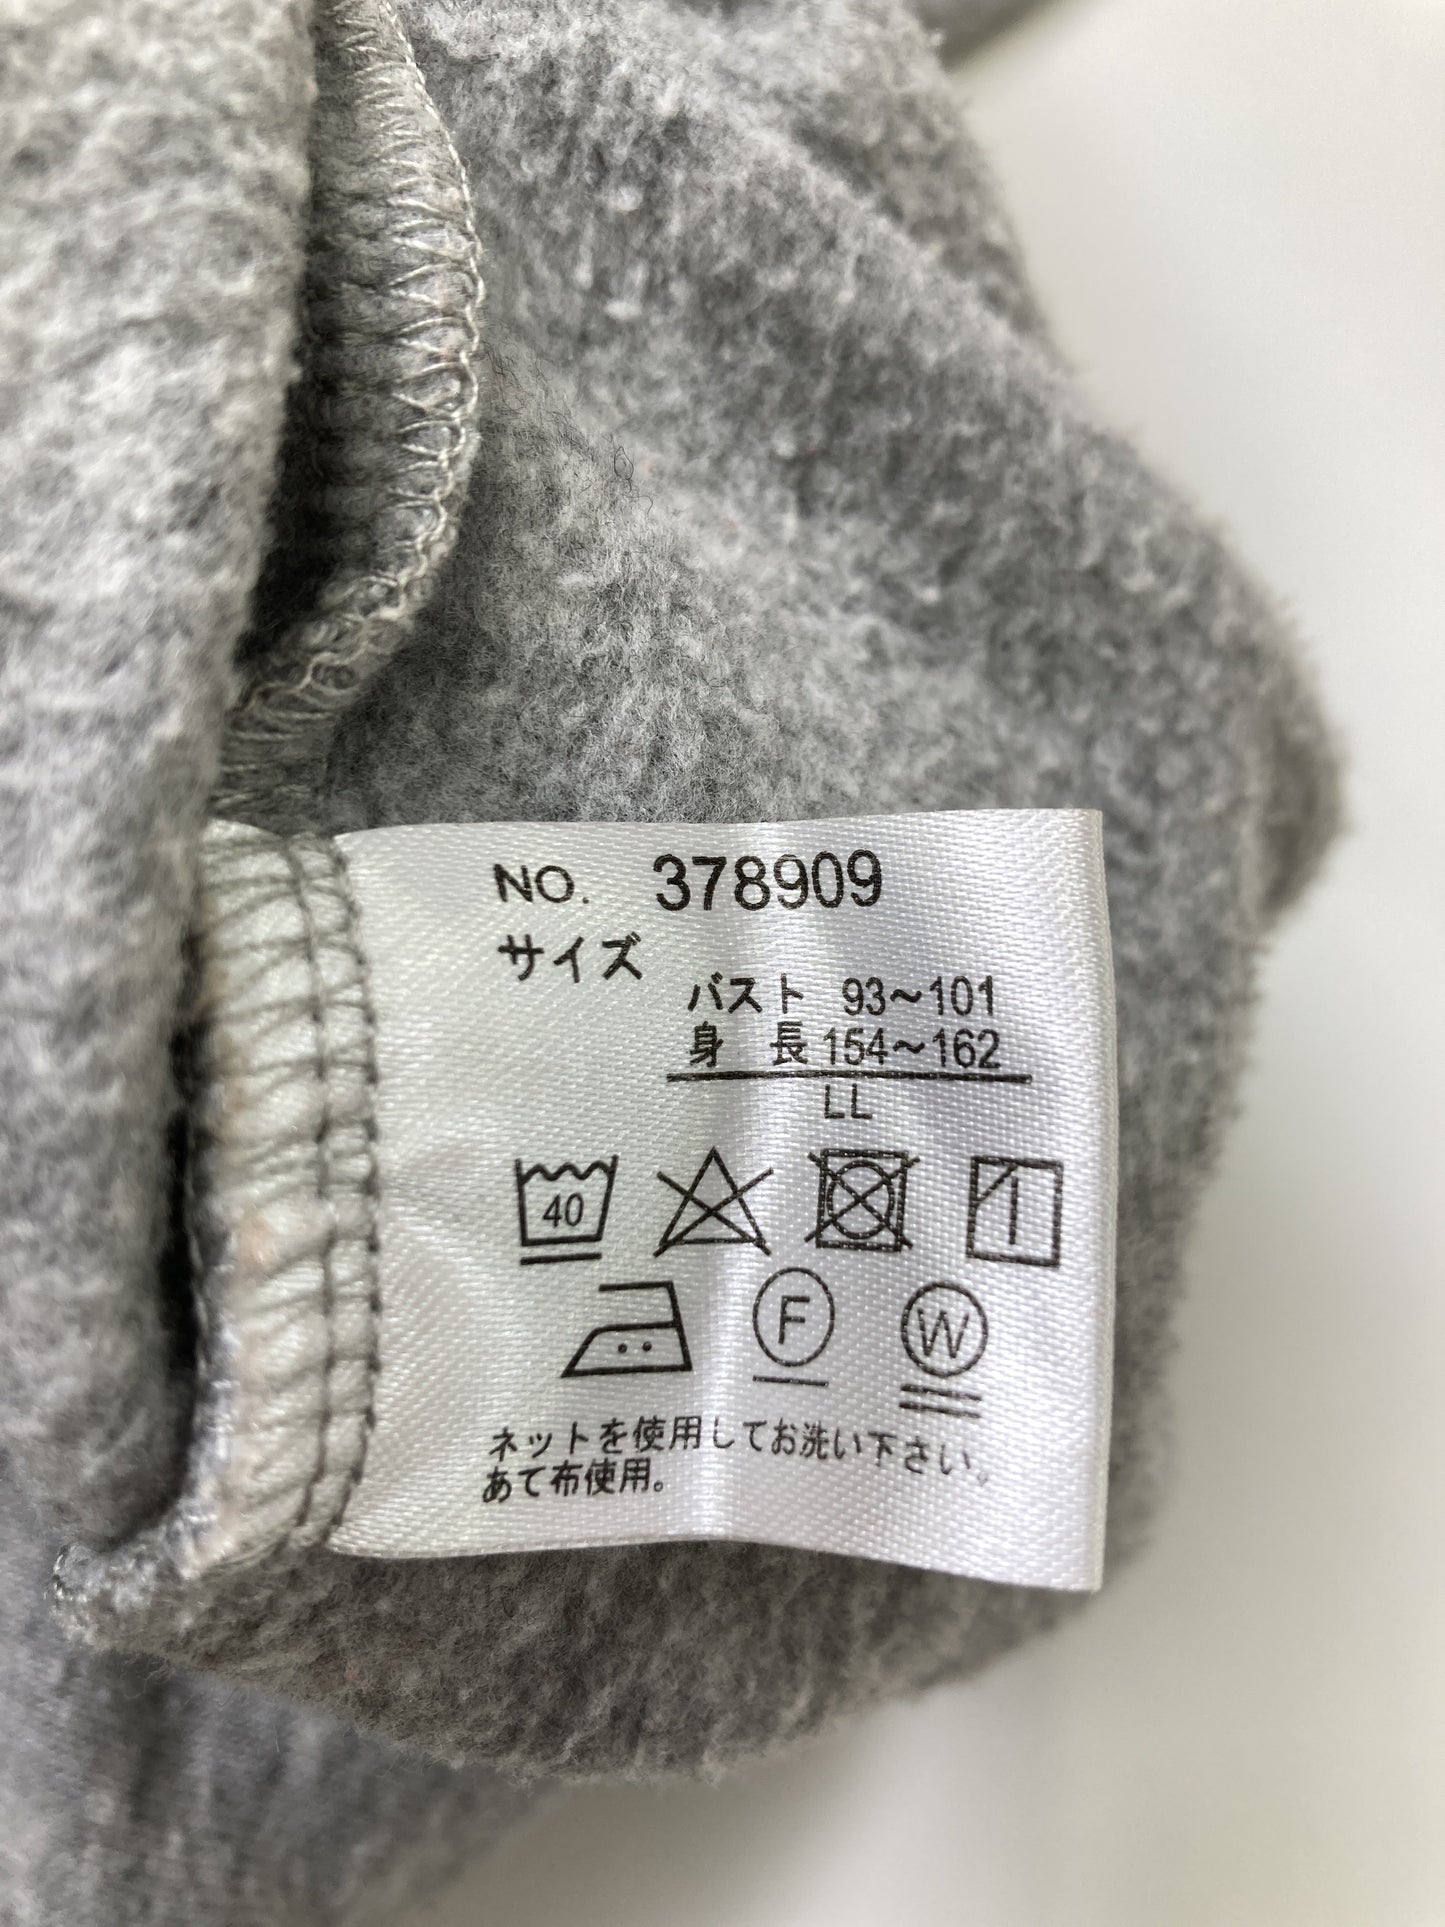 NO. 378909
サイズ
バスト 93～101
身 長 154～162
LL
40
F
W
ネットを使用してお洗い下さい。
あて布使用。